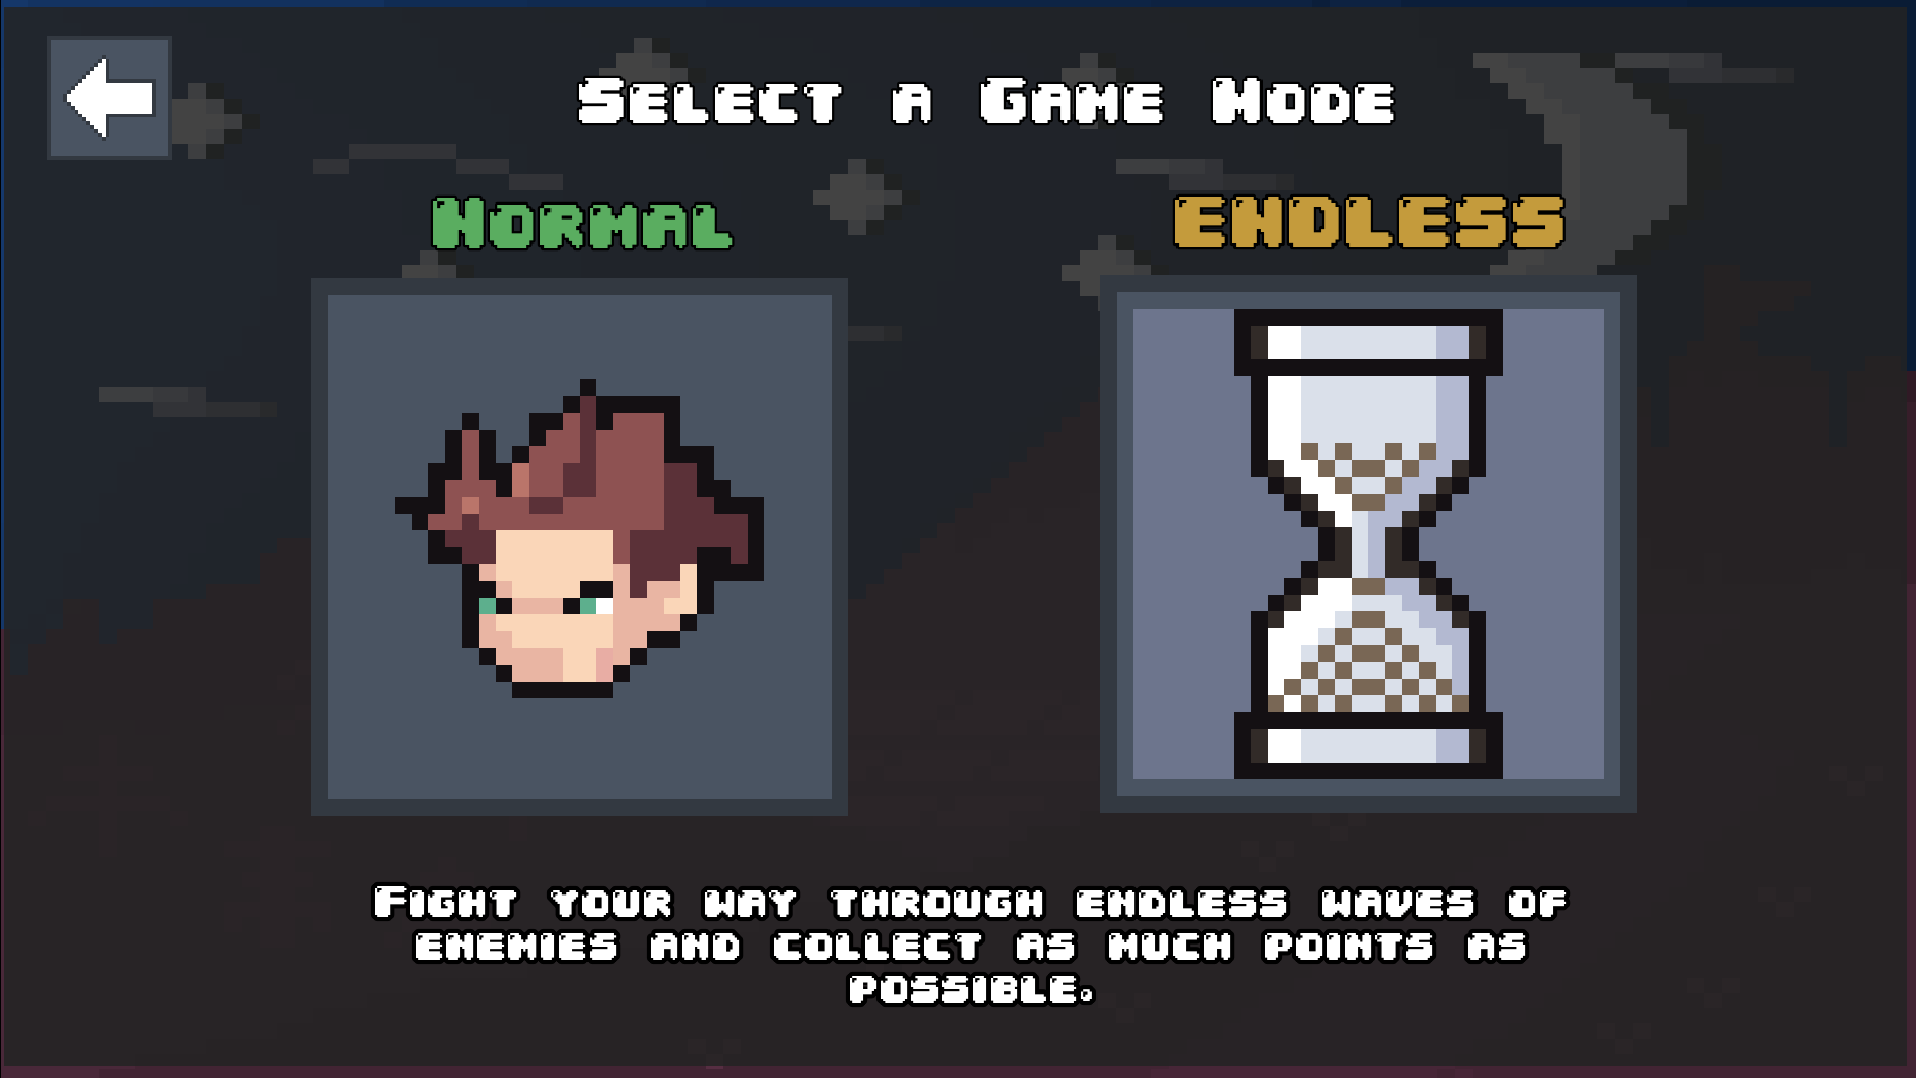 Select a Game Mode
Normal
ENDLESS
Fight your way through endless waves of
enemies and collect as much points as
possible.